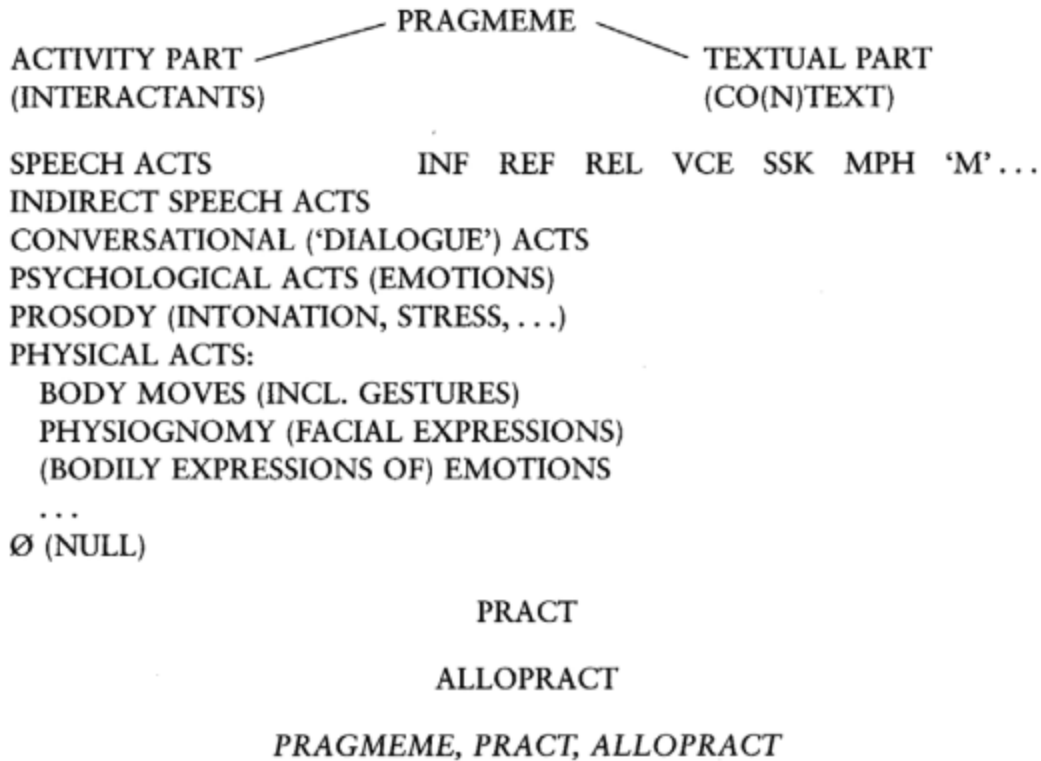 PRAGMEME
ACTIVITY PART TEXTUAL PART
(INTERACTANTS) (CO(N)TEXT)
SPEECH ACTS INF REF REL VCE SSK MPH ‘M’...
INDIRECT SPEECH ACTS
CONVERSATIONAL (‘DIALOGUE’) ACTS
PSYCHOLOGICAL ACTS (EMOTIONS)
PROSODY (INTONATION, STRESS, ...)
PHYSICAL ACTS:
BODY MOVES (INCL. GESTURES)
PHYSIOGNOMY (FACIAL EXPRESSIONS)
(BODILY EXPRESSIONS OF) EMOTIONS
...
Ø (NULL)
PRACT
ALLOPRACT
PRAGMEME, PRACT, ALLOPRACT